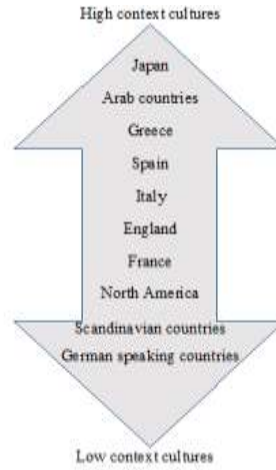 High context cultures
Japan
Arab countries
Greece
Spain
Italy
England
France
North America
Scandinavian countries
German speaking countries
Low context cultures